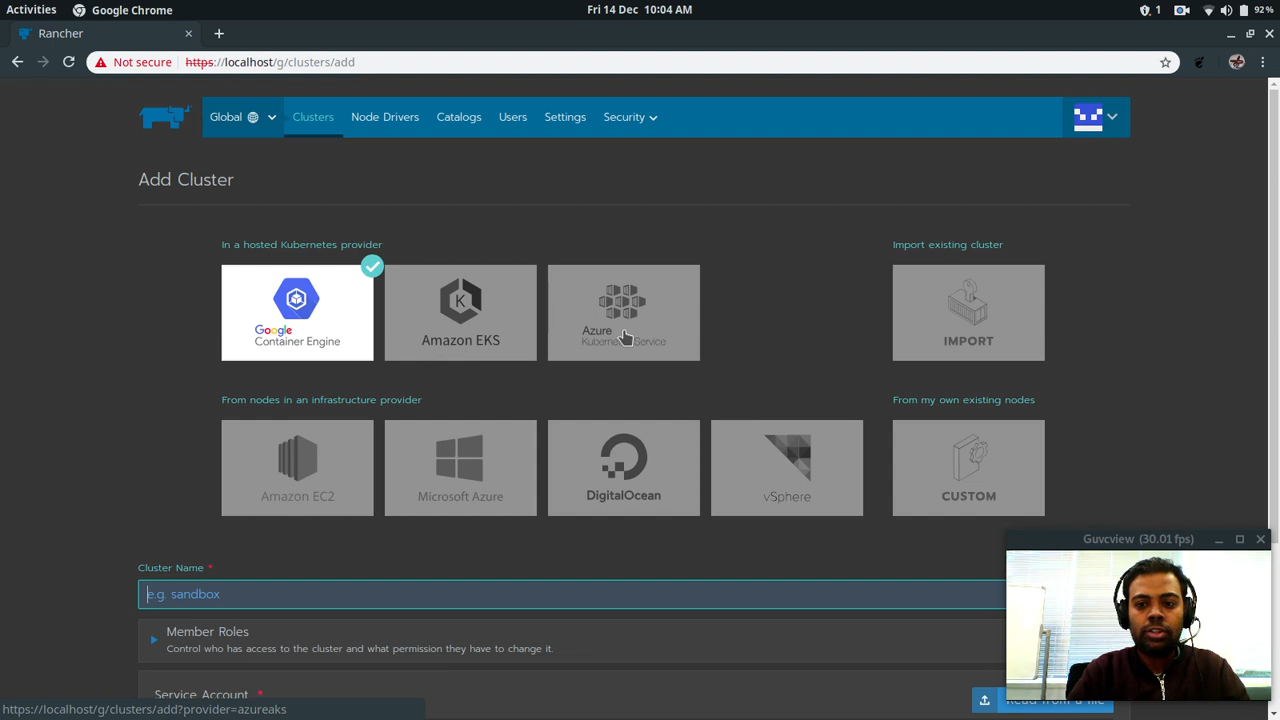 Activities
Google Chrome
Fri 14 Dec 10:04 AM
1
92%
Rancher
Not secure
https://localhost/g/clusters/add
Global
Clusters
Node Drivers
Catalogs
Users
Settings
Security
Add Cluster
In a hosted Kubernetes provider
Import existing cluster
Google
Container Engine
Amazon EKS
Azure
Service
IMPORT
From nodes in an infrastructure provider
From my own existing nodes
Amazon EC2
Microsoft Azure
DigitalOcean
vSphere
CUSTOM
Guvcview (30.01 fps)
Cluster Name *
e.g. sandbox
Member Roles
Control who has access to the cluster and what permission they have to change it.
Service Account *
Read from a file
https://localhost/g/clusters/add?provider=azureaks